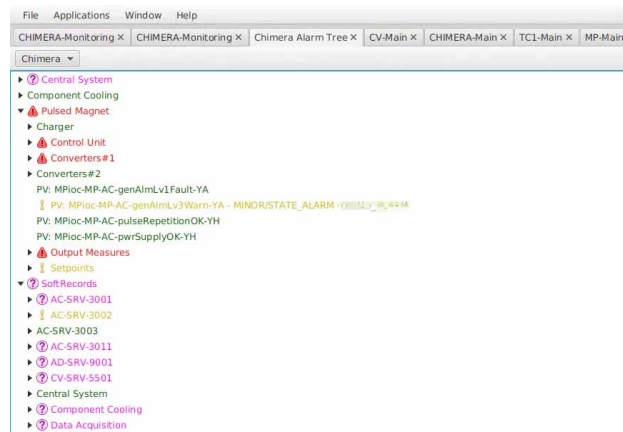 File Applications Window Help
CHIMERA-Monitoring × CHIMERA-Monitoring × Chimera Alarm Tree × CV-Main × CHIMERA-Main × TC1-Main × MP-Main
Chimera
Central System
Component Cooling
Pulsed Magnet
Charger
Control Unit
Converters#1
Converters#2
PV: MPioc-MP-AC-genAlmLv1Fault-YA
PV: MPioc-MP-AC-genAlmLv3Warn-YA - MINOR/STATE_ALARM -
PV: MPioc-MP-AC-pulseRepetitionOK-YH
PV: MPioc-MP-AC-pwrSupplyOK-YH
Output Measures
Setpoints
SoftRecords
AC-SRV-3001
AC-SRV-3002
AC-SRV-3003
AC-SRV-3011
AD-SRV-9001
CV-SRV-5501
Central System
Component Cooling
Data Acquisition